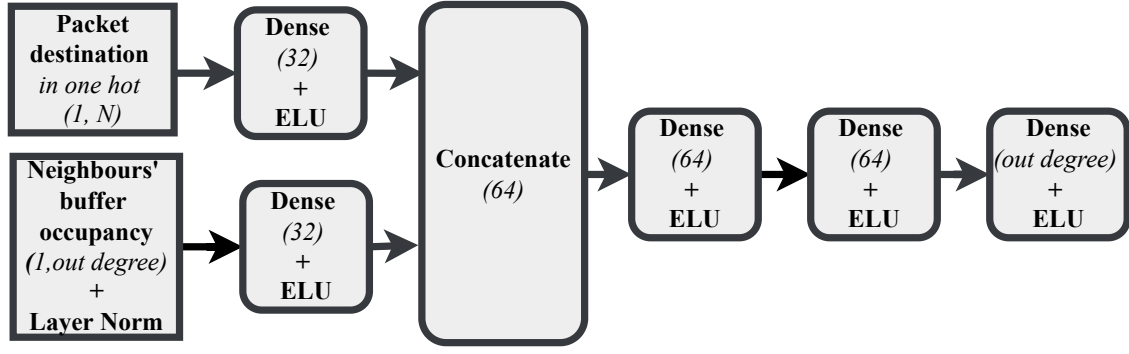 Packet
destination
in one hot
(1, N)
Dense
(32)
+
ELU
Neighbours'
buffer
occupancy
(1,out degree)
+
Layer Norm
Dense
(32)
+
ELU
Concatenate
(64)
Dense
(64)
+
ELU
Dense
(64)
+
ELU
Dense
(out degree)
+
ELU